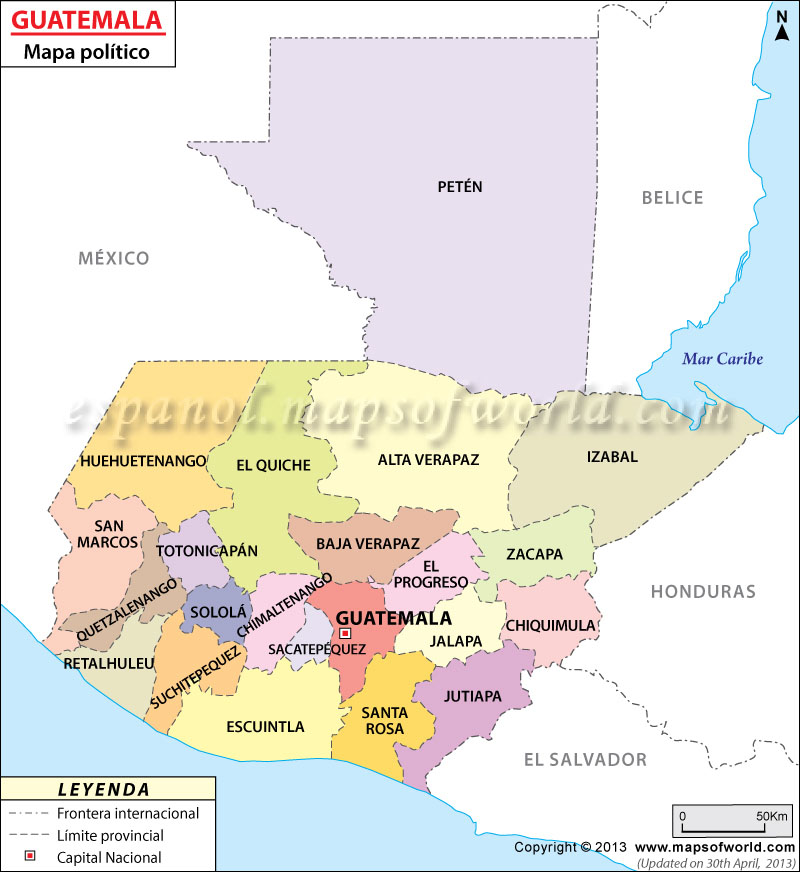 GUATEMALA
Mapa político
N
PETÉN
BELICE
MÉXICO
Mar Caribe
espanol.mapsofworld.com
HUEHUETENANGO
EL QUICHE
ALTA VERAPAZ
IZABAL
SAN
MARCOS
TOTONICAPÁN
BAJA VERAPAZ
ZACAPA
EL
PROGRESO
QUETZALENANGO
SOLOLÁ
CHIMALTENANGO
GUATEMALA
HONDURAS
CHIQUIMULA
JALAPA
SACATEPÉQUEZ
RETALHULEU
SUCHITEPEQUEZ
JUTIAPA
ESCUINTLA
SANTA
ROSA
EL SALVADOR
LEYENDA
Frontera internacional
Límite provincial
Capital Nacional
0 50Km
Copyright © 2013 www.mapsofworld.com
(Updated on 30th April, 2013)